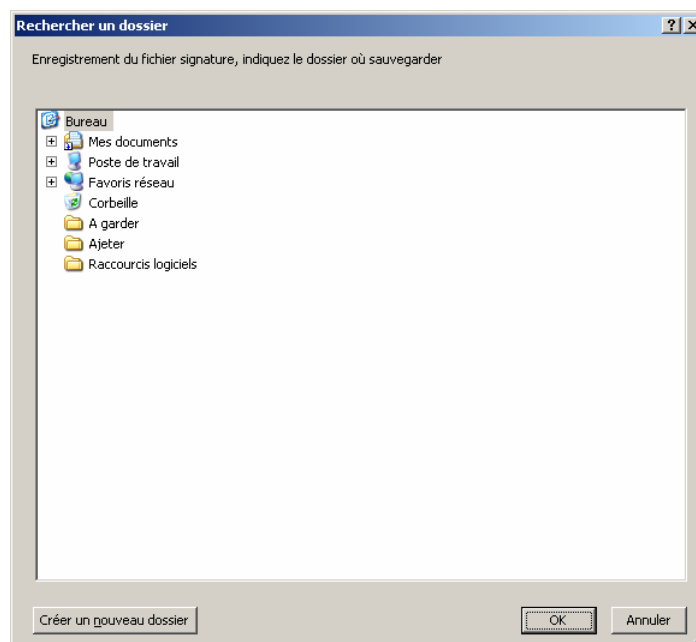 Rechercher un dossier
Enregistrement du fichier signature, indiquez le dossier où sauvegarder
Bureau
Mes documents
Poste de travail
Favoris réseau
Corbeille
A garder
Ajeter
Raccourcis logiciels
Créer un nouveau dossier OK Annuler